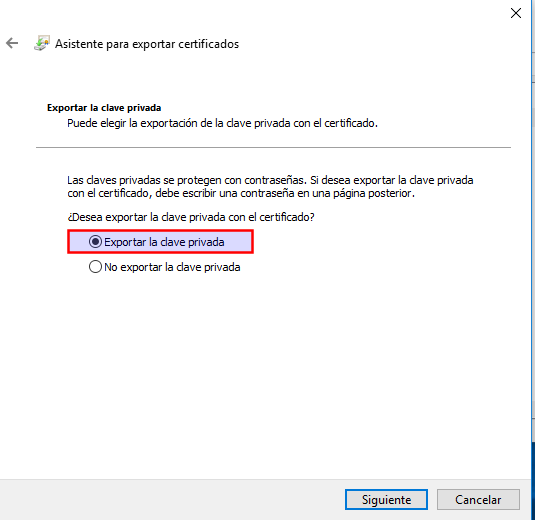 Asistente para exportar certificados
Exportar la clave privada
Puede elegir la exportación de la clave privada con el certificado.
Las claves privadas se protegen con contraseñas. Si desea exportar la clave privada
con el certificado, debe escribir una contraseña en una página posterior.
¿Desea exportar la clave privada con el certificado?
Exportar la clave privada
No exportar la clave privada
Siguiente
Cancelar